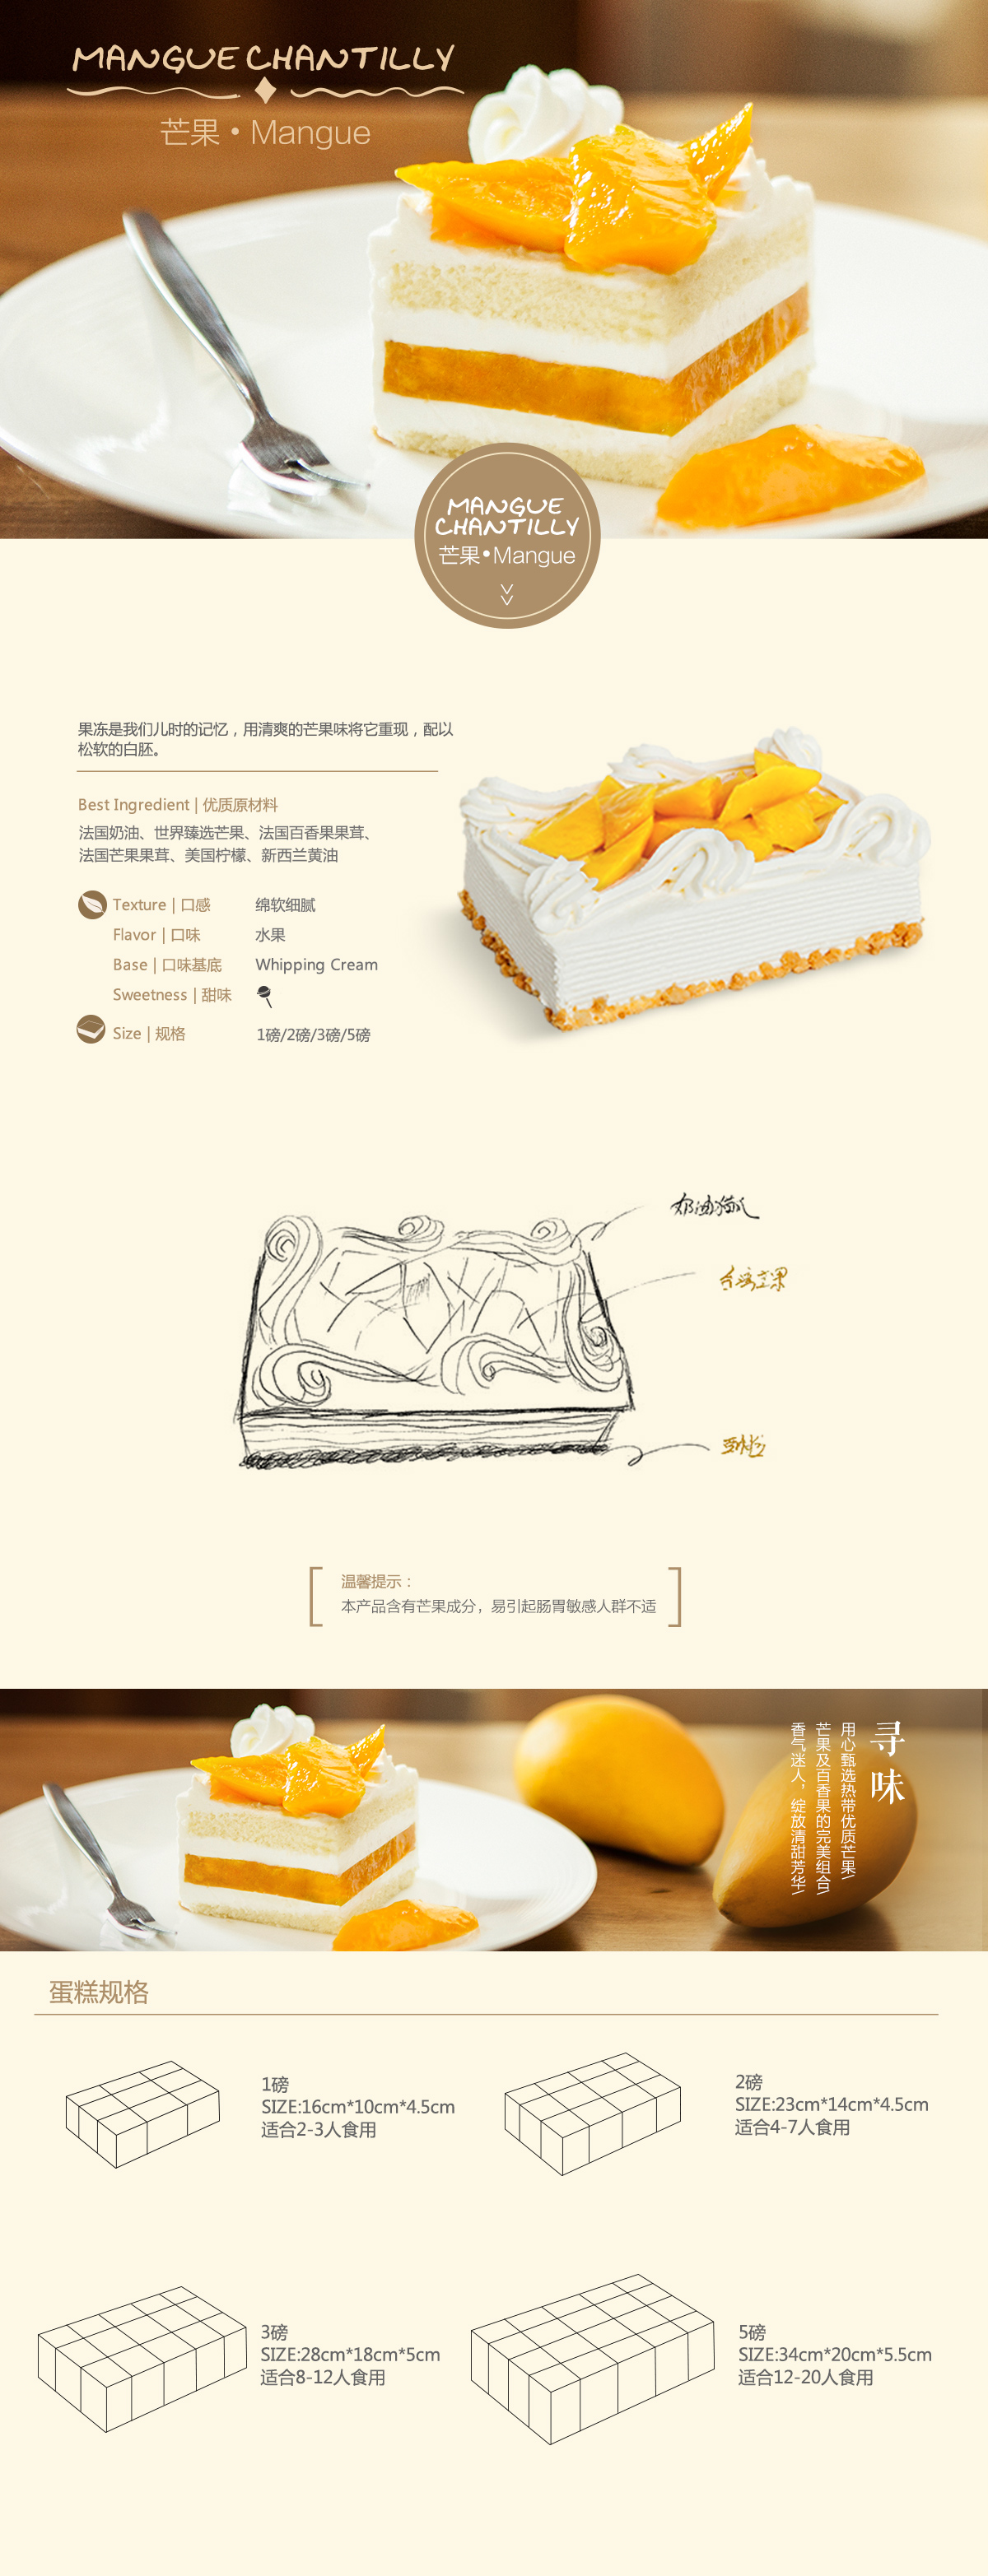 MANGUE CHANTILLY
芒果·Mangue
MANGUE
CHANTILLY
芒果·Mangue
果冻是我们儿时的记忆，用清爽的芒果味将它重现，配以
松软的白胚。
Best Ingredient | 优质原材料
法国奶油、世界臻选芒果、法国百香果果茸、
法国芒果果茸、美国柠檬、新西兰黄油
Texture | 口感 绵软细腻
Flavor | 口味 水果
Base | 口味基底 Whipping Cream
Sweetness | 甜味
Size | 规格 1磅/2磅/3磅/5磅
温馨提示：
本产品含有芒果成分，易引起肠胃敏感人群不适
寻味
用心甄选热带优质芒果/
芒果及百香果的完美组合/
香气迷人，绽放清甜芳华/
蛋糕规格
1磅
SIZE:16cm*10cm*4.5cm
适合2-3人食用
2磅
SIZE:23cm*14cm*4.5cm
适合4-7人食用
3磅
SIZE:28cm*18cm*5cm
适合8-12人食用
5磅
SIZE:34cm*20cm*5.5cm
适合12-20人食用